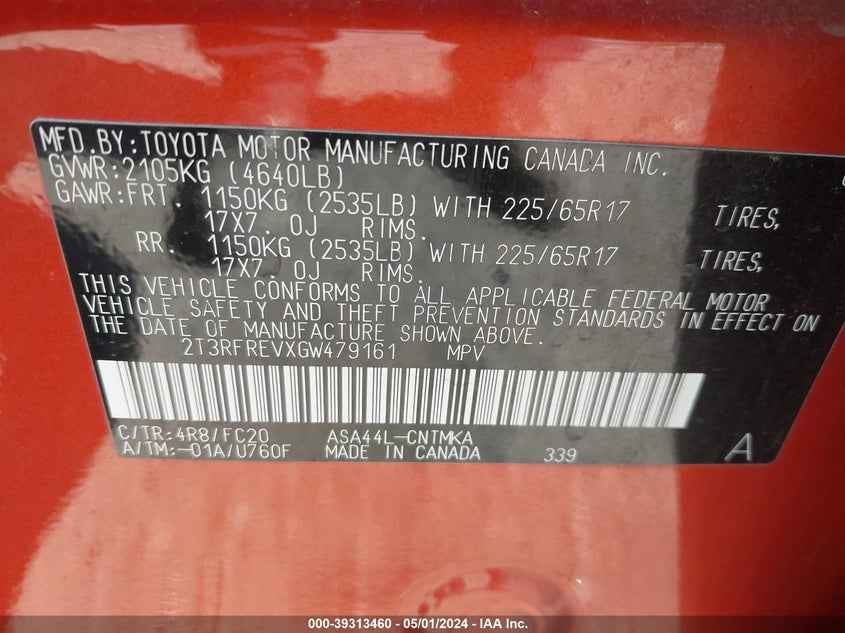 MFD.BY:TOYOTA MOTOR MANUFACTURING CANADA INC.
GVWR:2105KG (4640LB)
GAWR:FRT. 1150KG (2535LB) WITH 225/65R17 TIRES,
17X7. 0J RIMS.
RR. 1150KG (2535LB) WITH 225/65R17 TIRES,
17X7 0J RIMS.
THIS VEHICLE CONFORMS TO ALL APPLICABLE FEDERAL MOTOR
VEHICLE SAFETY AND THEFT PREVENTION STANDARDS IN EFFECT ON
THE DATE OF MANUFACTURE SHOWN ABOVE.
2T3RFREVXGW479161 MPV
C/TR:4R8/FC20 ASA44L-CNTMKA
A/TM:-01A/U760F MADE IN CANADA 339 A
000-39313460 - 05/01/2024 - IAA Inc.